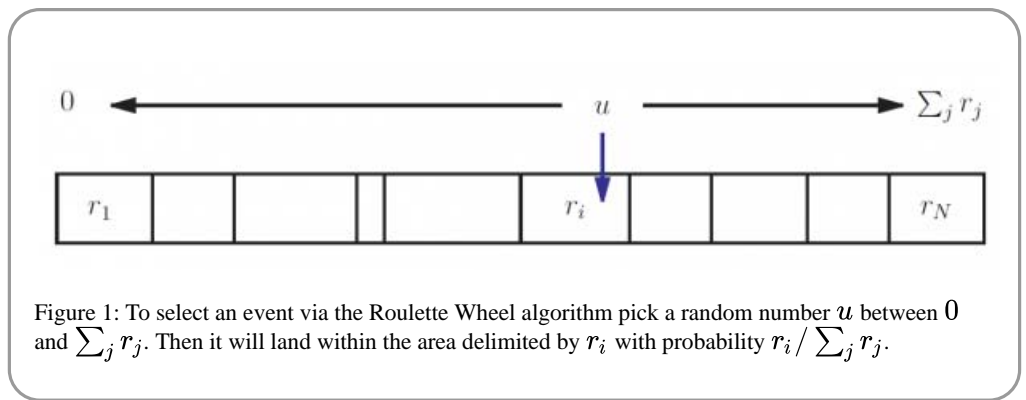 0 u ∑_j r_j
r_1 r_i r_N
Figure 1: To select an event via the Roulette Wheel algorithm pick a random number u between 0
and ∑_j r_j. Then it will land within the area delimited by r_i with probability r_i / ∑_j r_j.